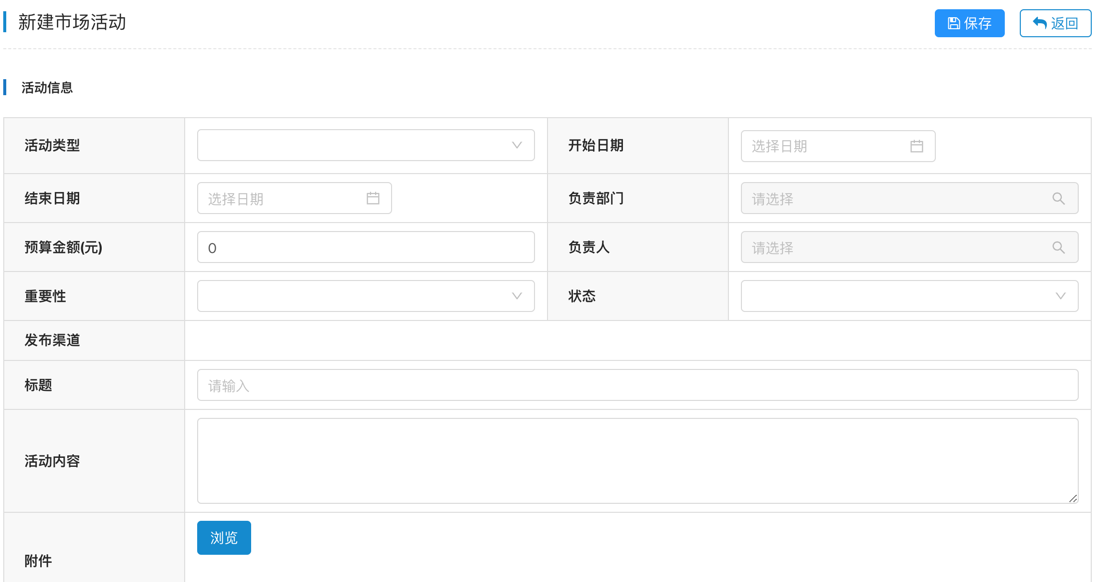 新建市场活动 保存 返回
活动信息
活动类型 开始日期 选择日期
结束日期 选择日期 负责部门 请选择
预算金额(元) 0 负责人 请选择
重要性 状态
发布渠道
标题 请输入
活动内容
浏览
附件